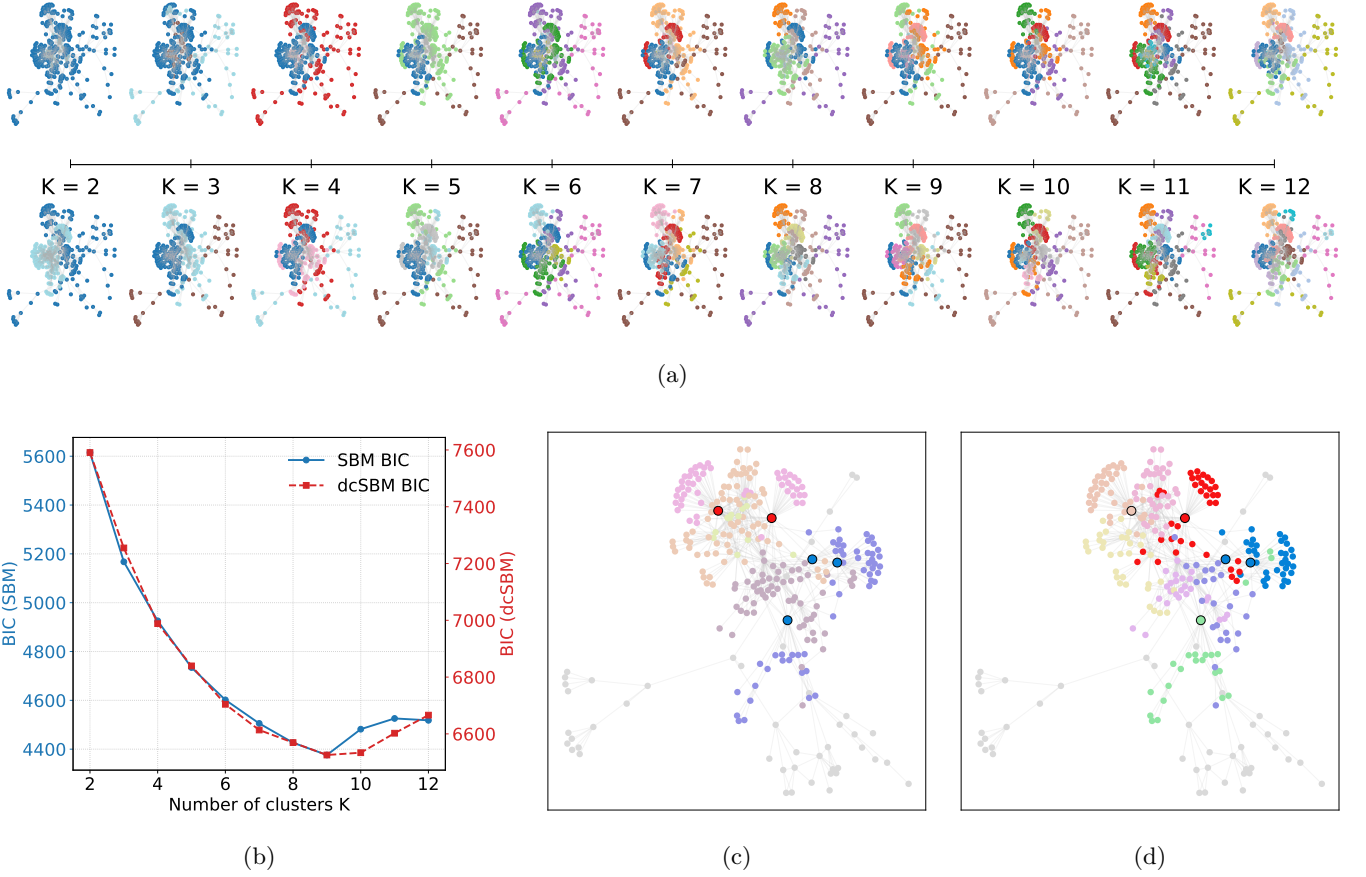 K = 2 K = 3 K = 4 K = 5 K = 6 K = 7 K = 8 K = 9 K = 10 K = 11 K = 12
(a)
5600
5400
5200
5000
4800
4600
4400
BIC (SBM)
SBM BIC
dcSBM BIC
7600
7400
7200
7000
6800
6600
BIC (dcSBM)
2 4 6 8 10 12
Number of clusters K
(b) (c) (d)